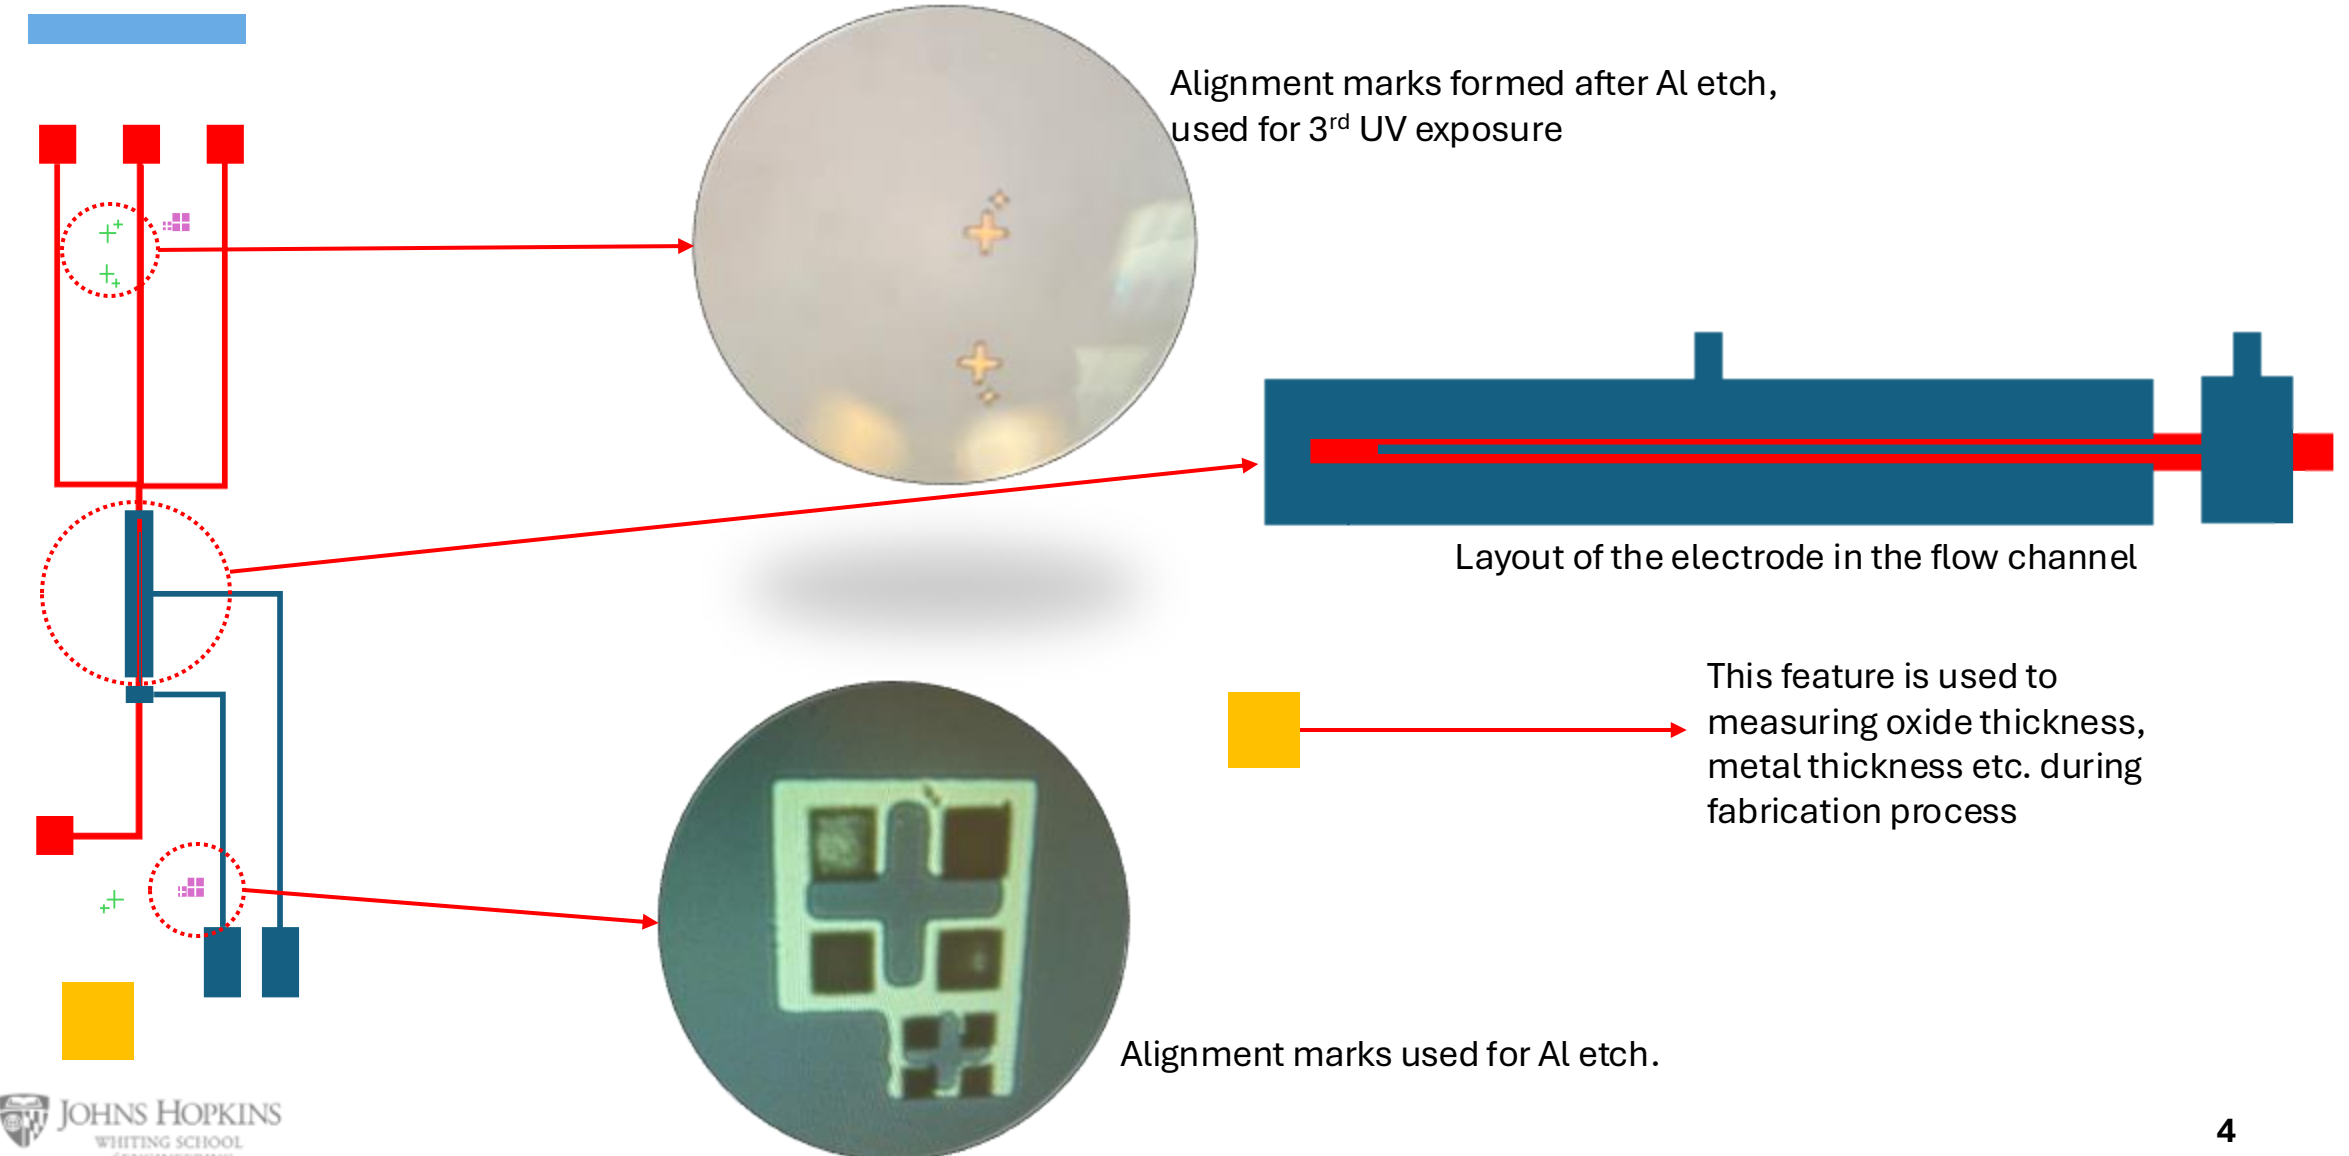 Alignment marks formed after Al etch,
used for 3rd UV exposure
Layout of the electrode in the flow channel
This feature is used to
measuring oxide thickness,
metal thickness etc. during
fabrication process
Alignment marks used for Al etch.
JOHNS HOPKINS
WHITING SCHOOL
4